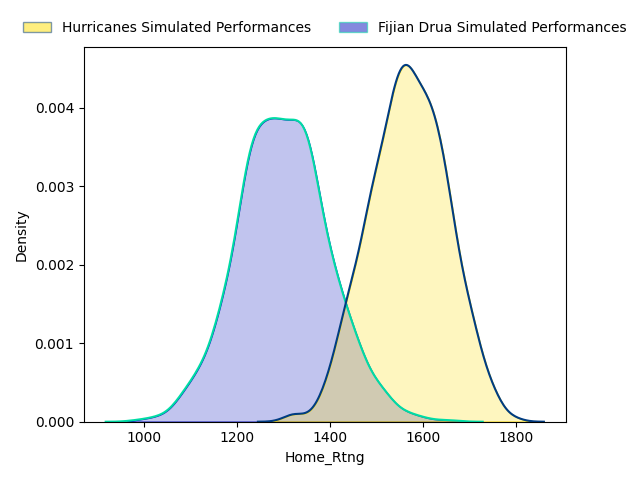 Hurricanes Simulated Performances Fijian Drua Simulated Performances
0.004
0.003
0.002
0.001
0.000
Density
1000 1200 1400 1600 1800
Home_Rtng